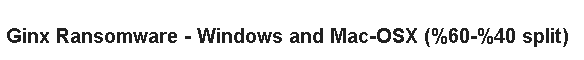 Ginx Ransomware - Windows and Mac-OSX (%60-%40 split)